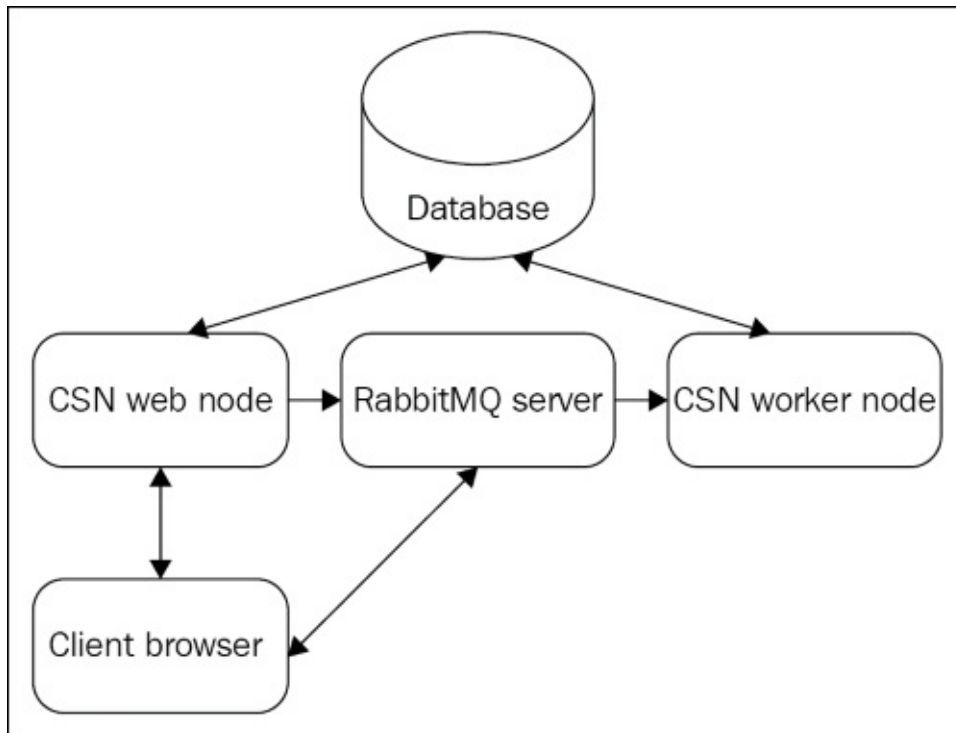 Database
CSN web node
RabbitMQ server
CSN worker node
Client browser